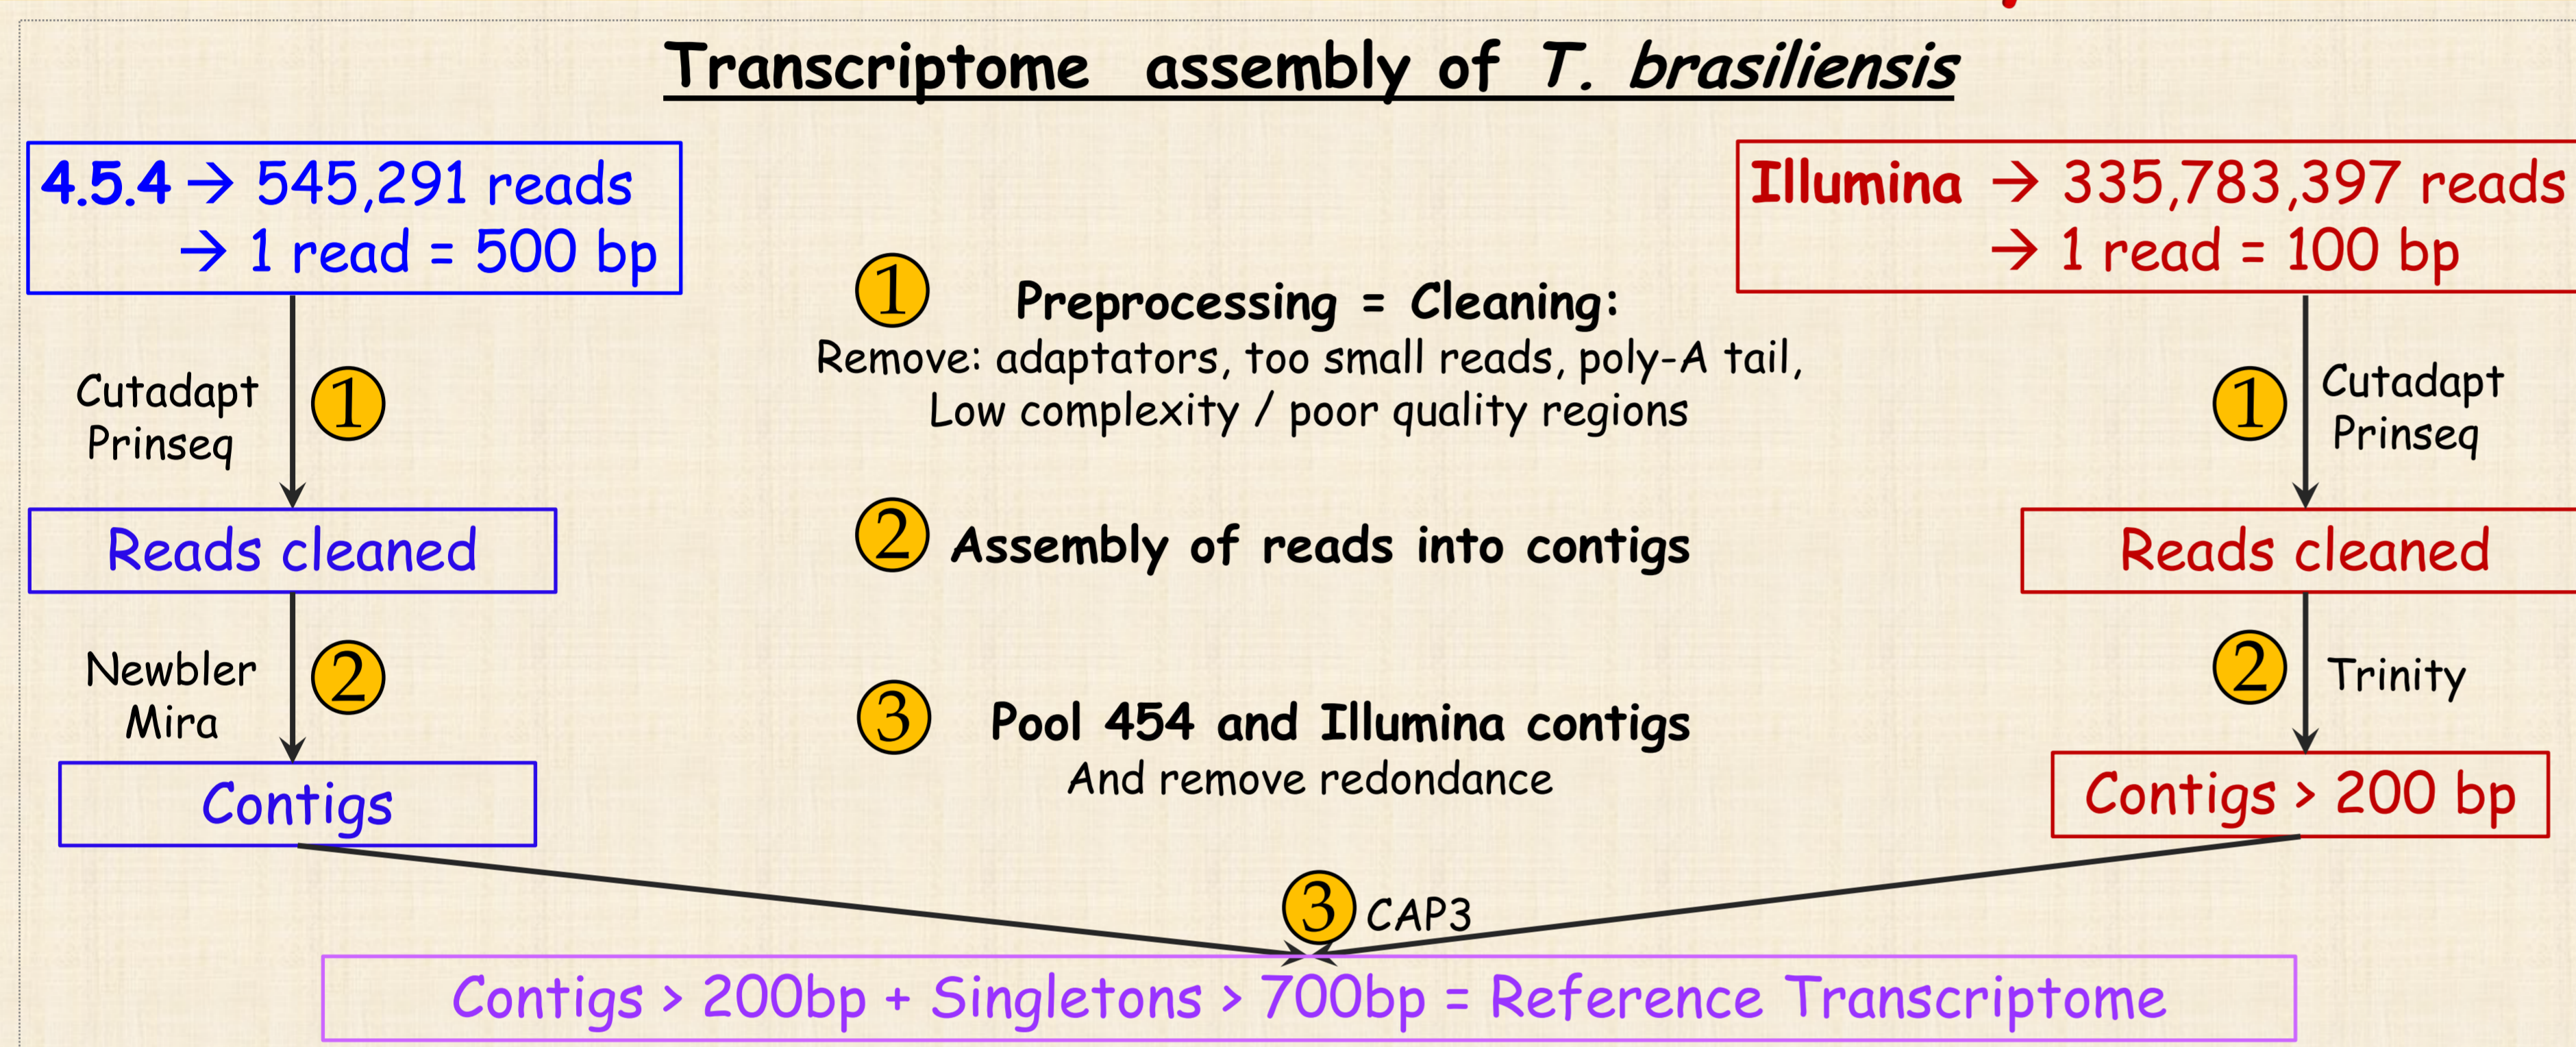 Transcriptome assembly of T. brasiliensis
4.5.4 → 545,291 reads
→ 1 read = 500 bp
Illumina → 335,783,397 reads
→ 1 read = 100 bp
1 Preprocessing = Cleaning:
Remove: adaptators, too small reads, poly-A tail,
Low complexity / poor quality regions
Cutadapt
Prinseq
1
1
Cutadapt
Prinseq
Reads cleaned
2 Assembly of reads into contigs
Reads cleaned
Newbler
Mira
2
3 Pool 454 and Illumina contigs
And remove redondance
2
Trinity
Contigs
Contigs > 200 bp
3 CAP3
Contigs > 200bp + Singletons > 700bp = Reference Transcriptome